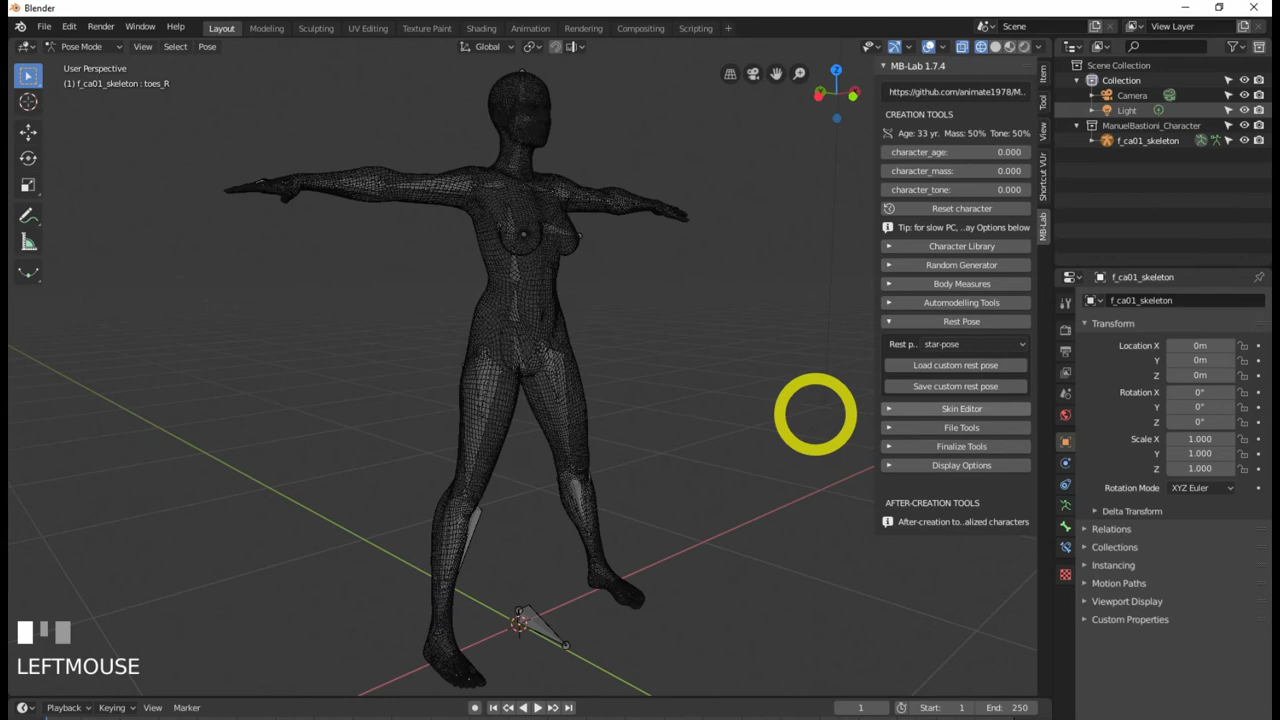 Blender
File Edit Render Window Help
Layout Modeling Sculpting UV Editing Texture Paint Shading Animation Rendering Compositing Scripting +
Scene
View Layer
Pose Mode View Select Pose
Global
User Perspective
(1) f_ca01_skeleton : toes_R
Z
MB-Lab 1.7.4
https://github.com/animate1978/M..
CREATION TOOLS
Age: 33 yr. Mass: 50% Tone: 50%
character_age: 0.000
character_mass: 0.000
character_tone: 0.000
Reset character
Tip: for slow PC, ..ay Options below
Character Library
Random Generator
Body Measures
Automodelling Tools
Rest Pose
Rest p.. star-pose
Load custom rest pose
Save custom rest pose
Skin Editor
File Tools
Finalize Tools
Display Options
AFTER-CREATION TOOLS
After-creation to..alized characters
Item
Tool
View
Shortcut VUr
MB-Lab
Scene Collection
Collection
Camera
Light
ManuelBastioni_Character
f_ca01_skeleton
f_ca01_skeleton
f_ca01_skeleton
Transform
Location X 0m
Y 0m
Z 0m
Rotation X 0°
Y 0°
Z 0°
Scale X 1.000
Y 1.000
Z 1.000
Rotation Mode XYZ Euler
Delta Transform
Relations
Collections
Instancing
Motion Paths
Viewport Display
Custom Properties
LEFTMOUSE
Playback Keying View Marker
1
Start: 1
End: 250